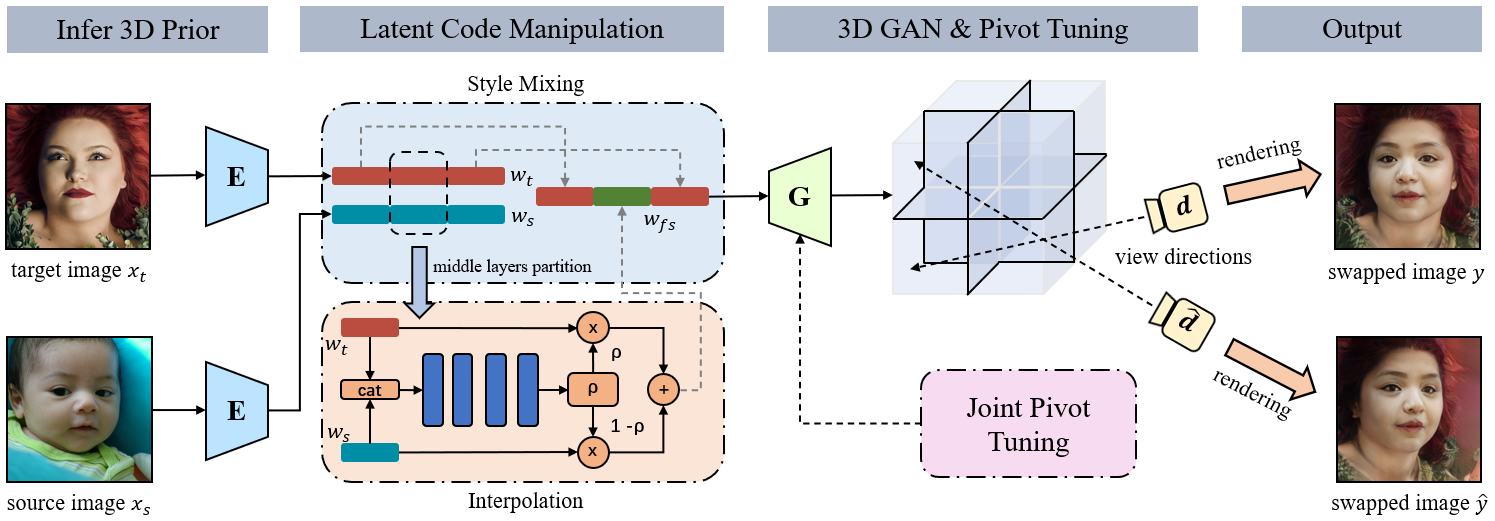 Infer 3D Prior
Latent Code Manipulation
3D GAN & Pivot Tuning
Output
Style Mixing
E
w_t
w_s
w_{fs}
G
rendering
d
view directions
target image x_t
swapped image y
middle layers partition
w_t
x
ρ
cat
ρ
+
1 -ρ
w_s
x
E
d̂
rendering
Joint Pivot
Tuning
source image x_s
Interpolation
swapped image ŷ